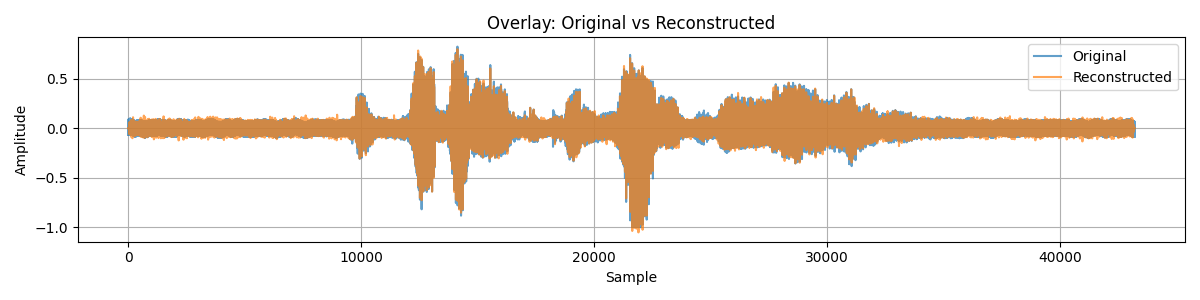 Overlay: Original vs Reconstructed
Original
Reconstructed
Amplitude
0.5
0.0
−0.5
−1.0
0 10000 20000 30000 40000
Sample